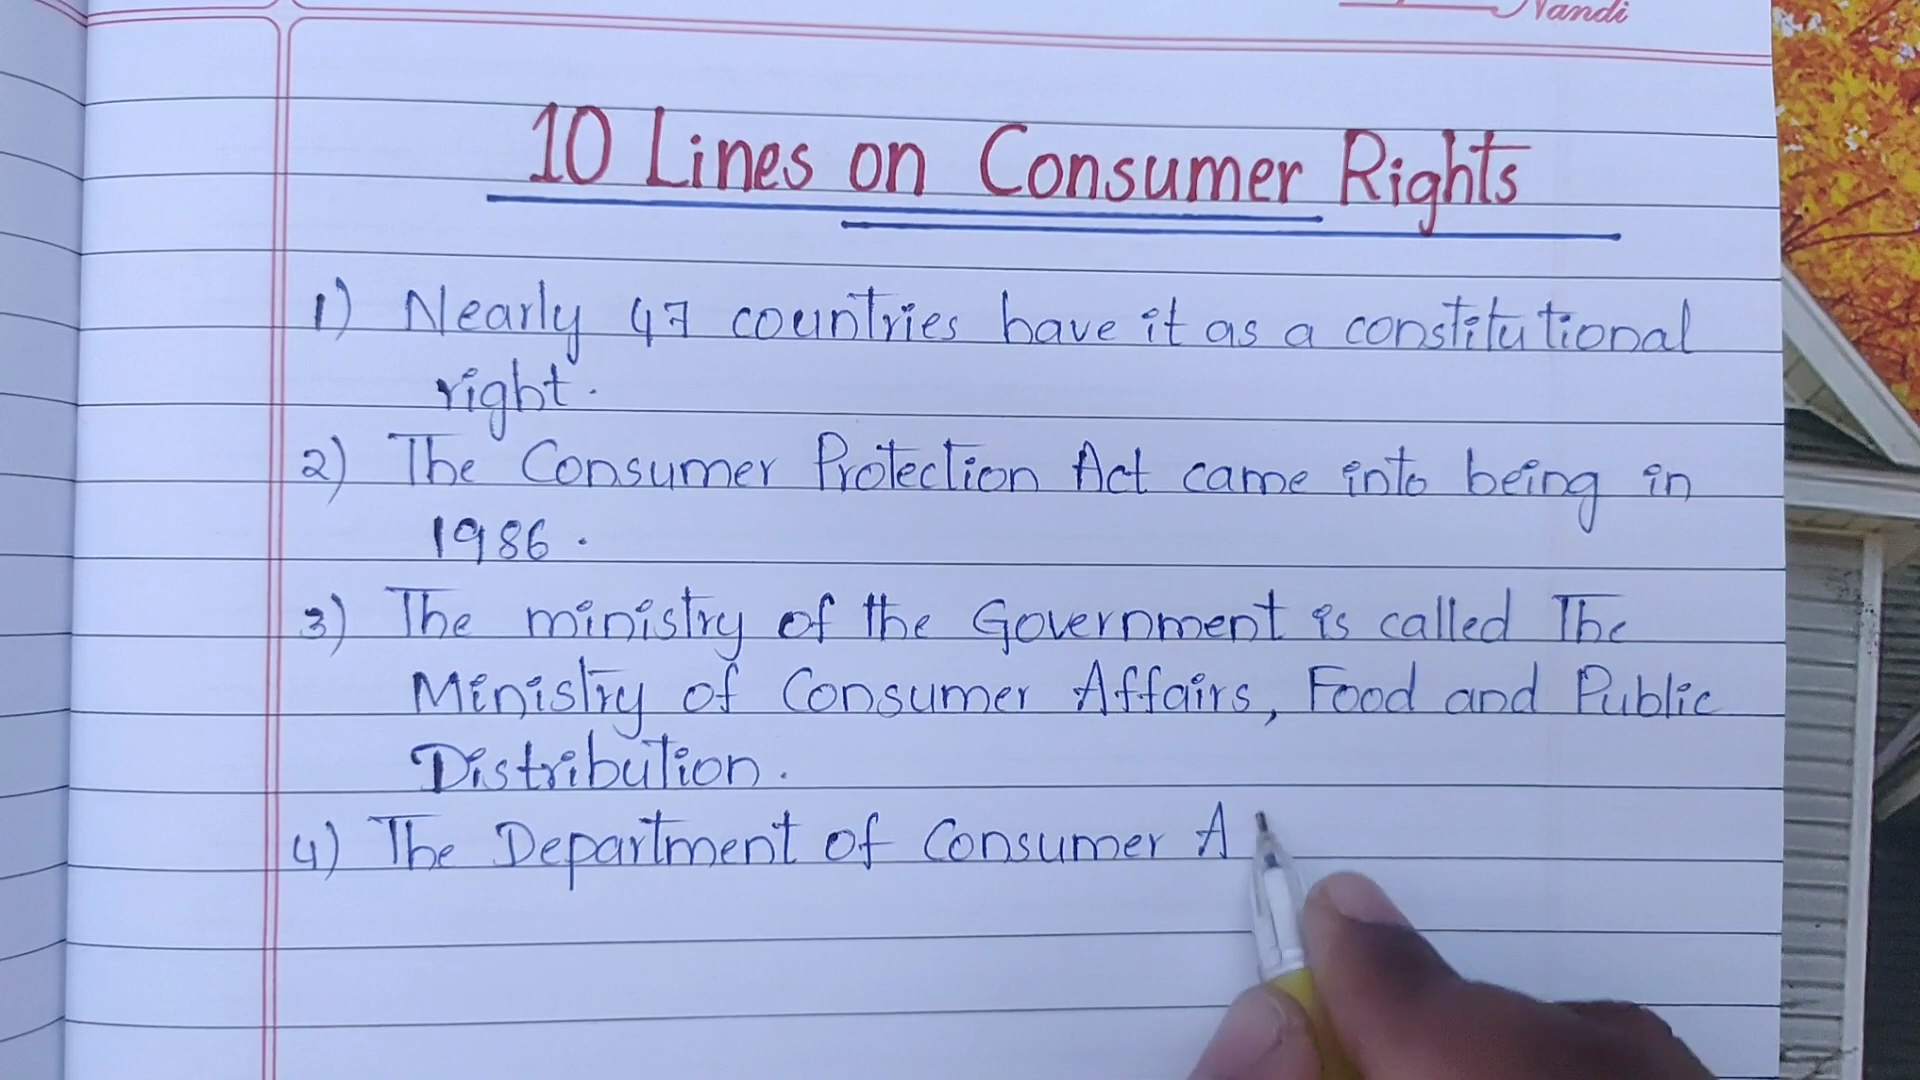 Nandi
10 Lines on Consumer Rights
1) Nearly 47 countries have it as a constitutional
right.
2) The Consumer Protection Act came into being in
1986.
3) The ministry of the Government is called The
Ministry of Consumer Affairs, Food and Public
Distribution.
4) The Department of Consumer A